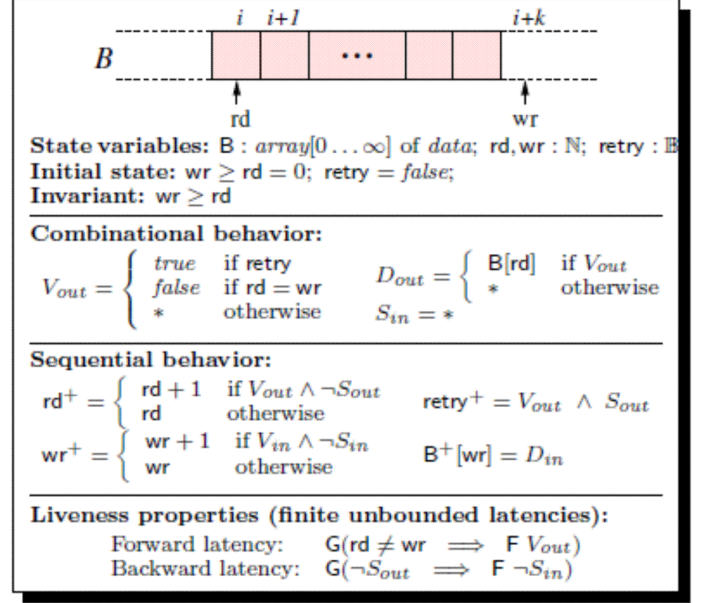 i i+1 i+k
B ...
rd wr
State variables: B : array[0 ... ∞] of data; rd, wr : ℕ; retry : 𝔹
Initial state: wr ≥ rd = 0; retry = false;
Invariant: wr ≥ rd
Combinational behavior:
V_out = { true if retry
false if rd = wr
* otherwise
D_out = { B[rd] if V_out
* otherwise
S_in = *
Sequential behavior:
rd⁺ = { rd + 1 if V_out ∧ ¬S_out
rd otherwise
retry⁺ = V_out ∧ S_out
wr⁺ = { wr + 1 if V_in ∧ ¬S_in
wr otherwise
B⁺[wr] = D_in
Liveness properties (finite unbounded latencies):
Forward latency: G(rd ≠ wr ⟹ F V_out)
Backward latency: G(¬S_out ⟹ F ¬S_in)